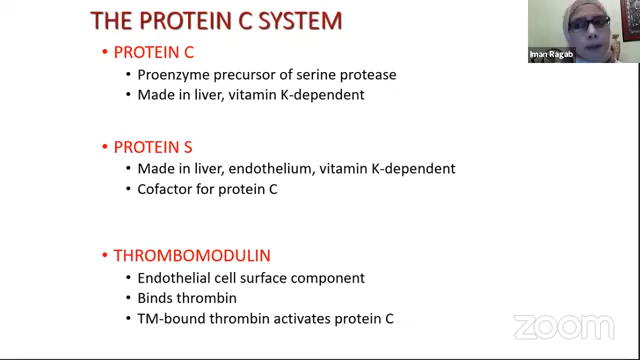 THE PROTEIN C SYSTEM
• PROTEIN C
• Proenzyme precursor of serine protease
• Made in liver, vitamin K-dependent
• PROTEIN S
• Made in liver, endothelium, vitamin K-dependent
• Cofactor for protein C
• THROMBOMODULIN
• Endothelial cell surface component
• Binds thrombin
• TM-bound thrombin activates protein C
Iman Ragab
zoom